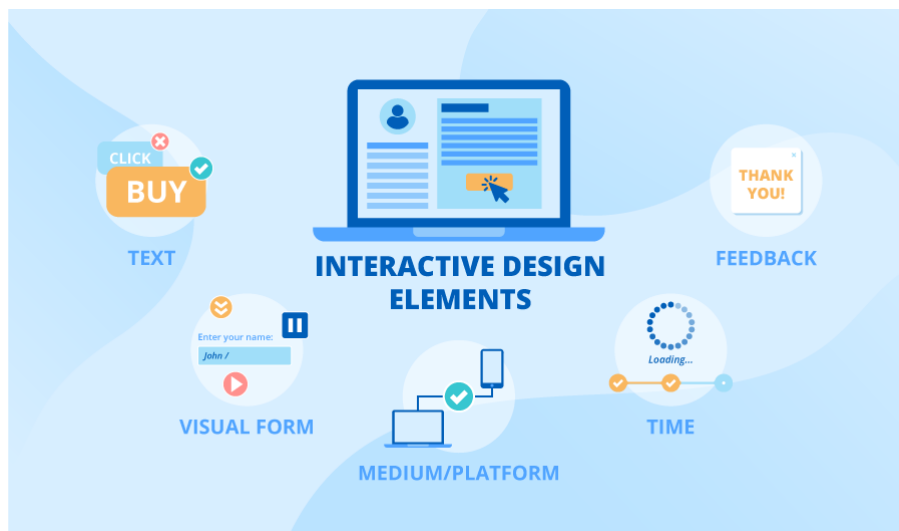 CLICK
BUY
TEXT
THANK
YOU!
FEEDBACK
INTERACTIVE DESIGN
ELEMENTS
Enter your name:
John /
VISUAL FORM
MEDIUM/PLATFORM
Loading...
TIME